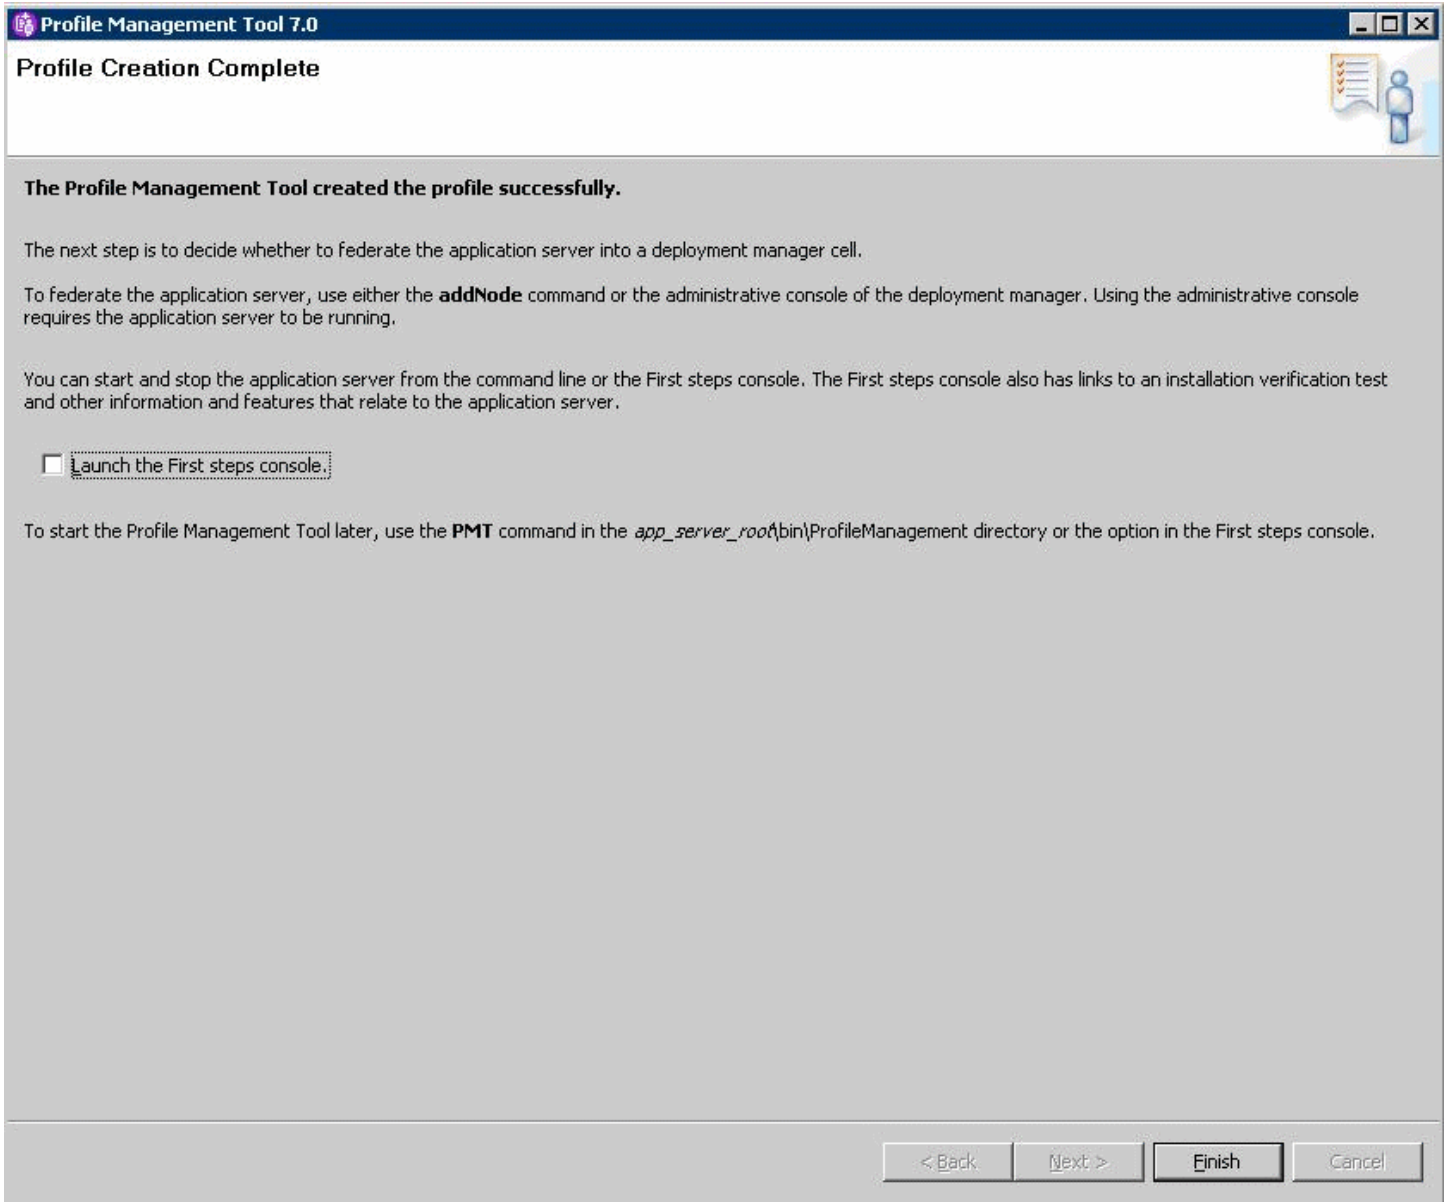 Profile Management Tool 7.0
Profile Creation Complete
The Profile Management Tool created the profile successfully.
The next step is to decide whether to federate the application server into a deployment manager cell.
To federate the application server, use either the addNode command or the administrative console of the deployment manager. Using the administrative console
requires the application server to be running.
You can start and stop the application server from the command line or the First steps console. The First steps console also has links to an installation verification test
and other information and features that relate to the application server.
Launch the First steps console.
To start the Profile Management Tool later, use the PMT command in the app_server_root\bin\ProfileManagement directory or the option in the First steps console.
< Back Next > Finish Cancel